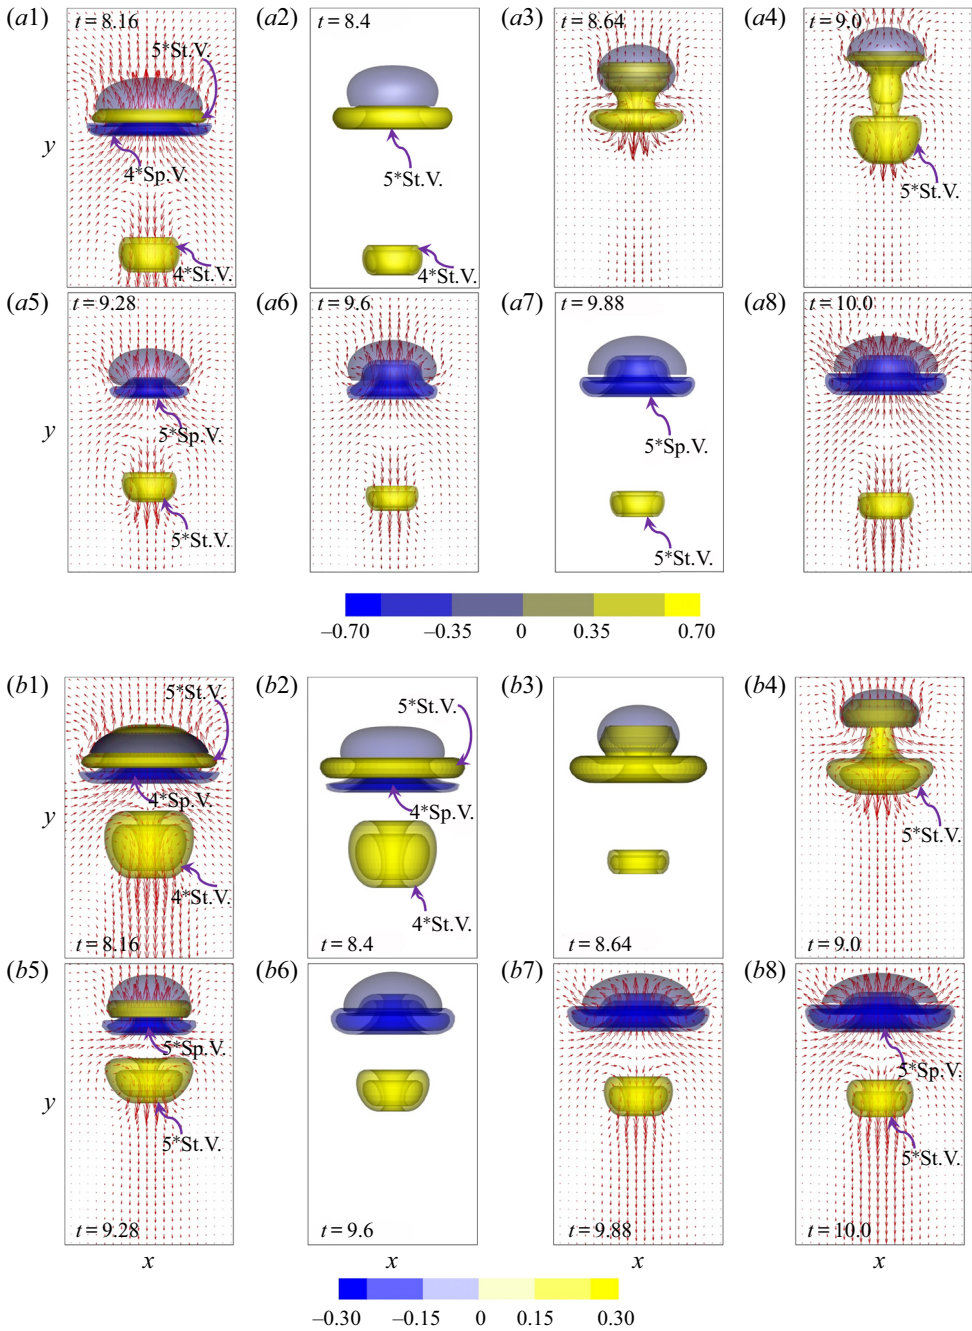 (a1) (a2) (a3) (a4)
t = 8.16 t = 8.4 t = 8.64 t = 9.0
5*St.V.
y
4*Sp.V. 5*St.V. 5*St.V.
4*St.V. 4*St.V.
(a5) (a6) (a7) (a8)
t = 9.28 t = 9.6 t = 9.88 t = 10.0
y
5*Sp.V. 5*Sp.V.
5*St.V. 5*St.V.
–0.70 –0.35 0 0.35 0.70
(b1) (b2) (b3) (b4)
5*St.V. 5*St.V.
4*Sp.V. 4*Sp.V.
y 5*St.V.
4*St.V. 4*St.V.
t = 8.16 t = 8.4 t = 8.64 t = 9.0
(b5) (b6) (b7) (b8)
5*Sp.V. 5*Sp.V.
y
5*St.V. 5*St.V.
t = 9.28 t = 9.6 t = 9.88 t = 10.0
x x x x
–0.30 –0.15 0 0.15 0.30